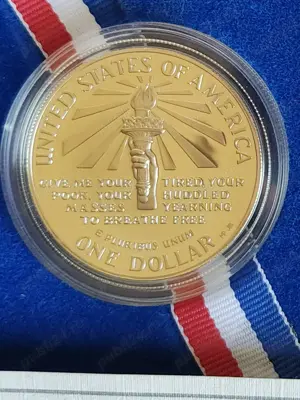 UNITED STATES OF AMERICA
GIVE ME YOUR TIRED, YOUR
POOR, YOUR HUDDLED
MASSES YEARNING
TO BREATHE FREE
E PLURIBUS UNUM
ONE DOLLAR